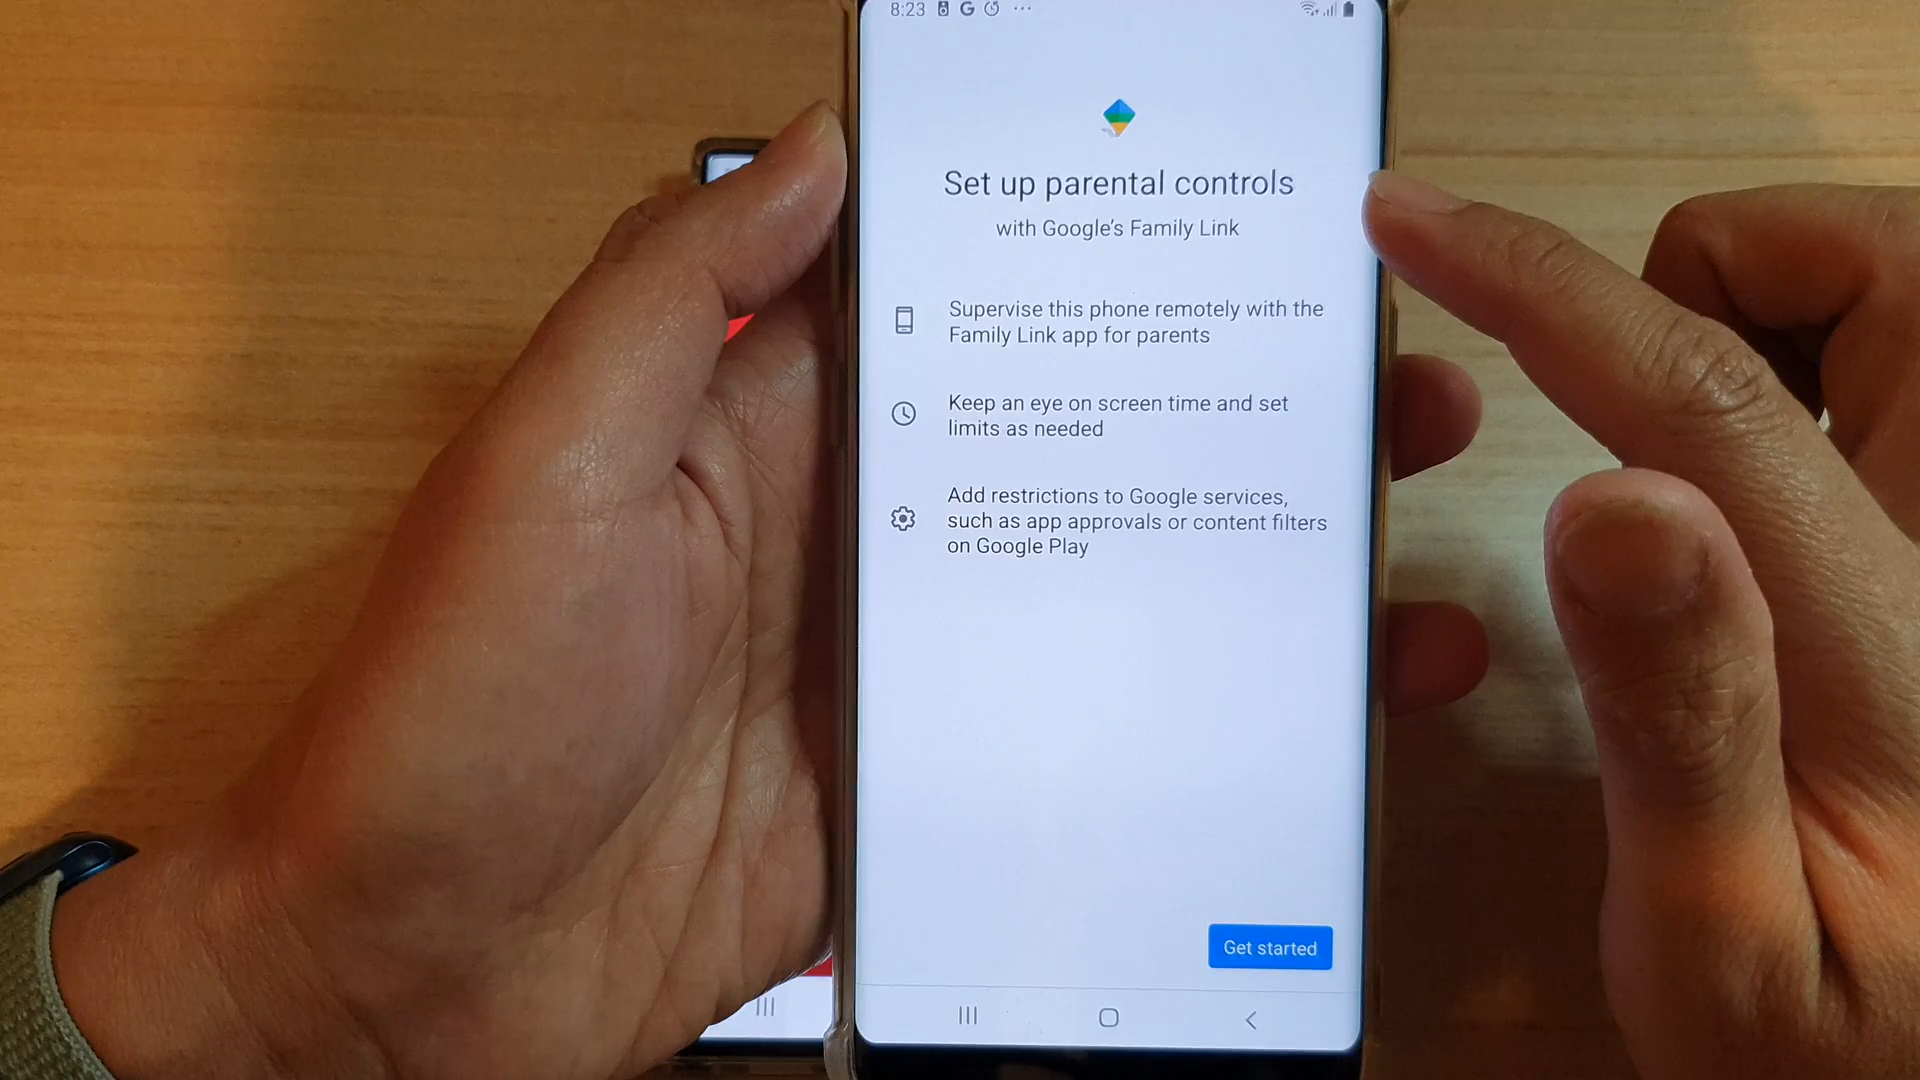 8:23
Set up parental controls
with Google's Family Link
Supervise this phone remotely with the
Family Link app for parents
Keep an eye on screen time and set
limits as needed
Add restrictions to Google services,
such as app approvals or content filters
on Google Play
Get started